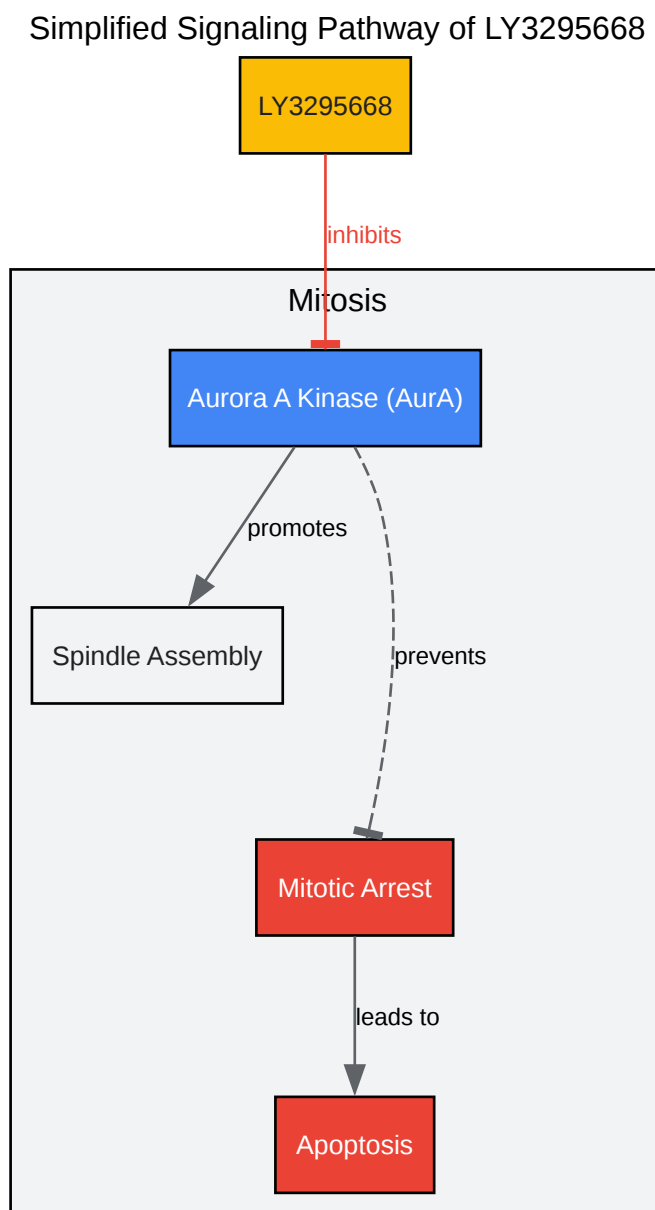 Simplified Signaling Pathway of LY3295668
LY3295668
inhibits
Mitosis
Aurora A Kinase (AurA)
promotes
Spindle Assembly
prevents
Mitotic Arrest
leads to
Apoptosis